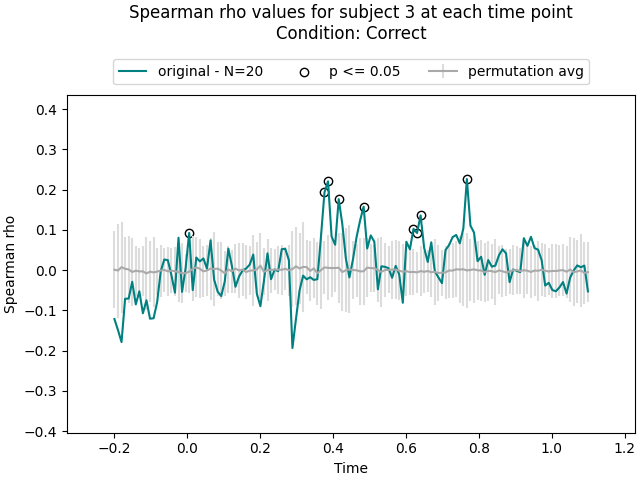 Spearman rho values for subject 3 at each time point
Condition: Correct
original - N=20
p <= 0.05
permutation avg
0.4
0.3
0.2
0.1
0.0
−0.1
−0.2
−0.3
−0.4
Spearman rho
−0.2
0.0
0.2
0.4
0.6
0.8
1.0
1.2
Time